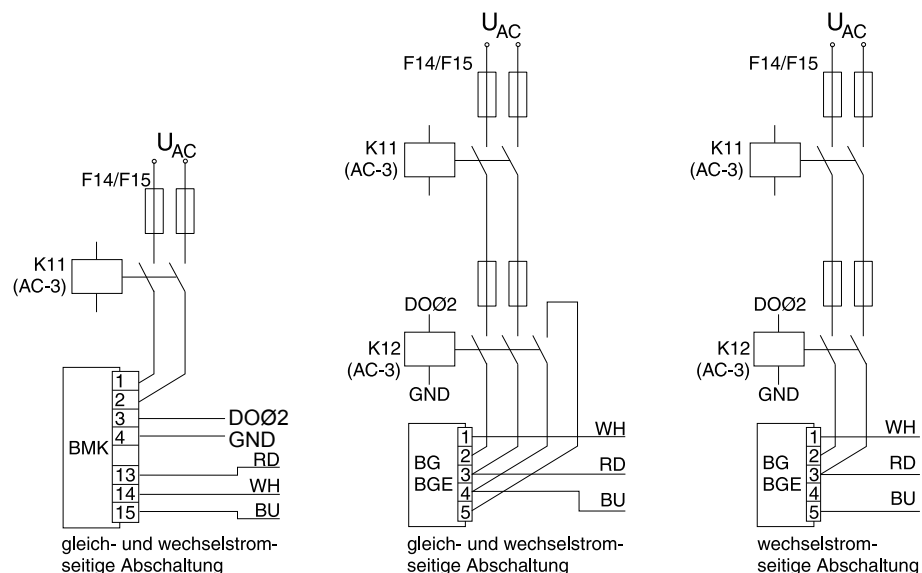 U AC
F14/F15
K11
(AC-3)
BMK
1
2
3
4
13
14
15
DOØ2
GND
RD
WH
BU
gleich- und wechselstrom-
seitige Abschaltung
U AC
F14/F15
K11
(AC-3)
DOØ2
K12
(AC-3)
GND
BG
BGE
1
2
3
4
5
WH
RD
BU
gleich- und wechselstrom-
seitige Abschaltung
U AC
F14/F15
K11
(AC-3)
DOØ2
K12
(AC-3)
GND
BG
BGE
1
2
3
4
5
WH
RD
BU
wechselstrom-
seitige Abschaltung